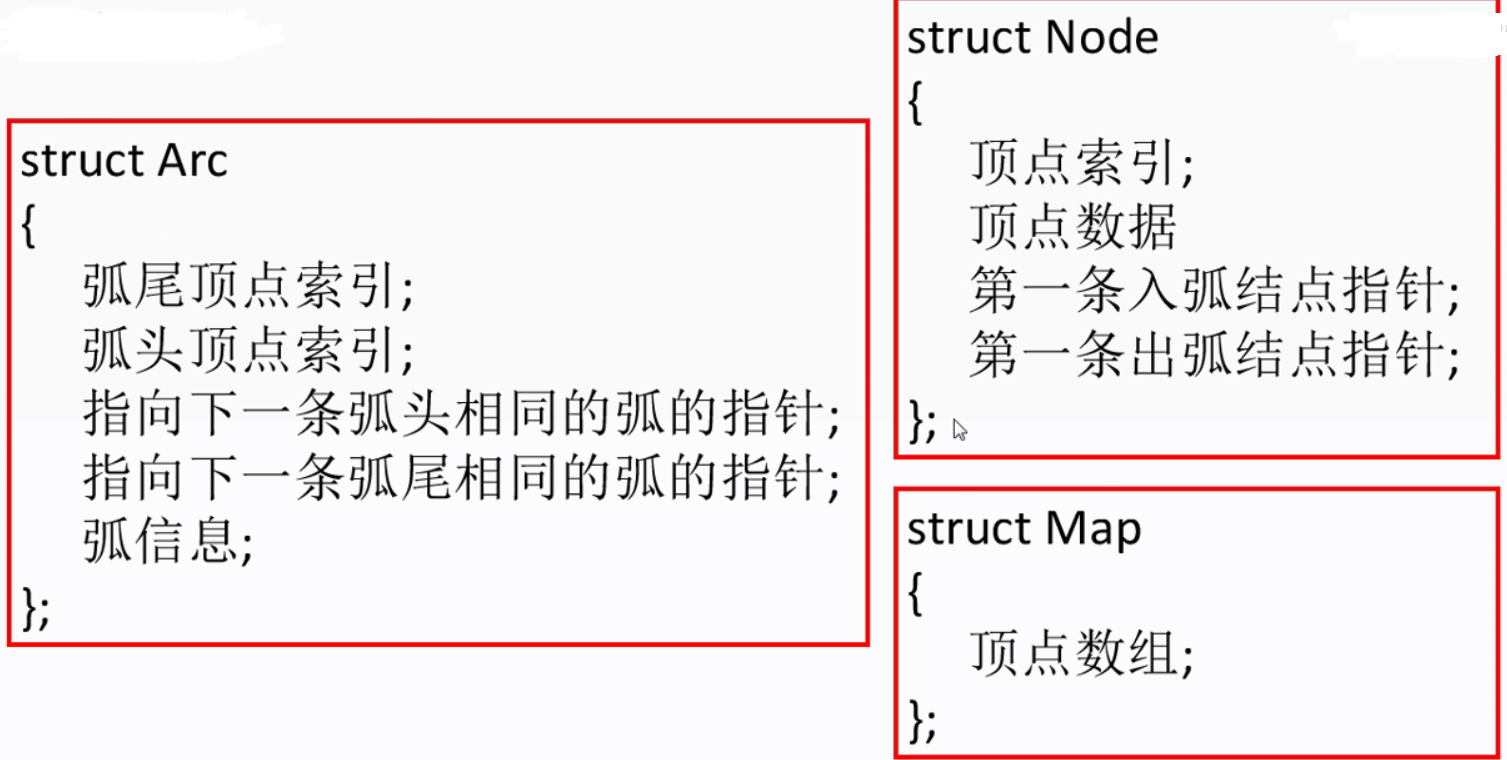 struct Arc
{
弧尾顶点索引;
弧头顶点索引;
指向下一条弧头相同的弧的指针;
指向下一条弧尾相同的弧的指针;
弧信息;
};
struct Node
{
顶点索引;
顶点数据
第一条入弧结点指针;
第一条出弧结点指针;
};
struct Map
{
顶点数组;
};